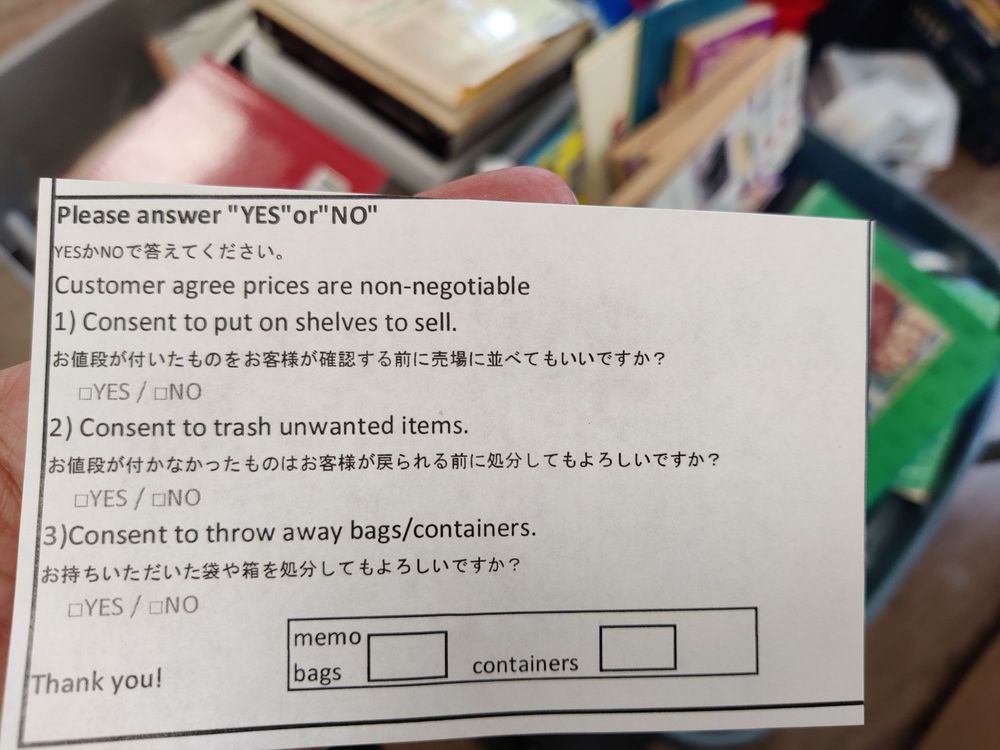 Please answer "YES"or"NO"
YESかNOで答えてください。
Customer agree prices are non-negotiable
1) Consent to put on shelves to sell.
お値段が付いたものをお客様が確認する前に売場に並べてもいいですか？
□YES / □NO
2) Consent to trash unwanted items.
お値段が付かなかったものはお客様が戻られる前に処分してもよろしいですか？
□YES / □NO
3)Consent to throw away bags/containers.
お持ちいただいた袋や箱を処分してもよろしいですか？
□YES / □NO
memo
bags containers
Thank you!